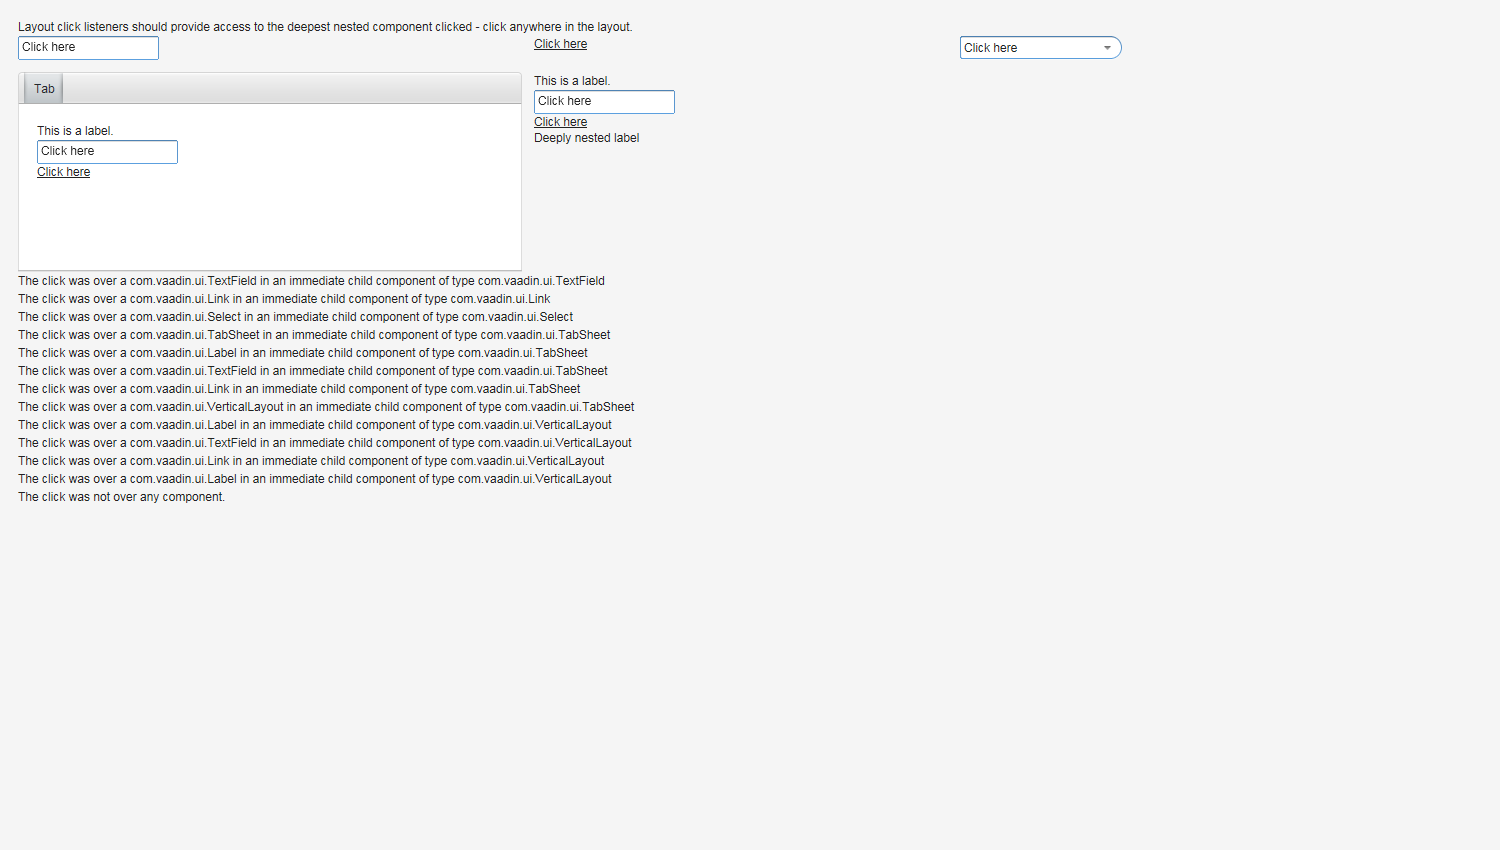 Layout click listeners should provide access to the deepest nested component clicked - click anywhere in the layout.
Click here
Click here
Click here
Tab
This is a label.
Click here
Click here
This is a label.
Click here
Click here
Deeply nested label
The click was over a com.vaadin.ui.TextField in an immediate child component of type com.vaadin.ui.TextField
The click was over a com.vaadin.ui.Link in an immediate child component of type com.vaadin.ui.Link
The click was over a com.vaadin.ui.Select in an immediate child component of type com.vaadin.ui.Select
The click was over a com.vaadin.ui.TabSheet in an immediate child component of type com.vaadin.ui.TabSheet
The click was over a com.vaadin.ui.Label in an immediate child component of type com.vaadin.ui.TabSheet
The click was over a com.vaadin.ui.TextField in an immediate child component of type com.vaadin.ui.TabSheet
The click was over a com.vaadin.ui.Link in an immediate child component of type com.vaadin.ui.TabSheet
The click was over a com.vaadin.ui.VerticalLayout in an immediate child component of type com.vaadin.ui.TabSheet
The click was over a com.vaadin.ui.Label in an immediate child component of type com.vaadin.ui.VerticalLayout
The click was over a com.vaadin.ui.TextField in an immediate child component of type com.vaadin.ui.VerticalLayout
The click was over a com.vaadin.ui.Link in an immediate child component of type com.vaadin.ui.VerticalLayout
The click was over a com.vaadin.ui.Label in an immediate child component of type com.vaadin.ui.VerticalLayout
The click was not over any component.